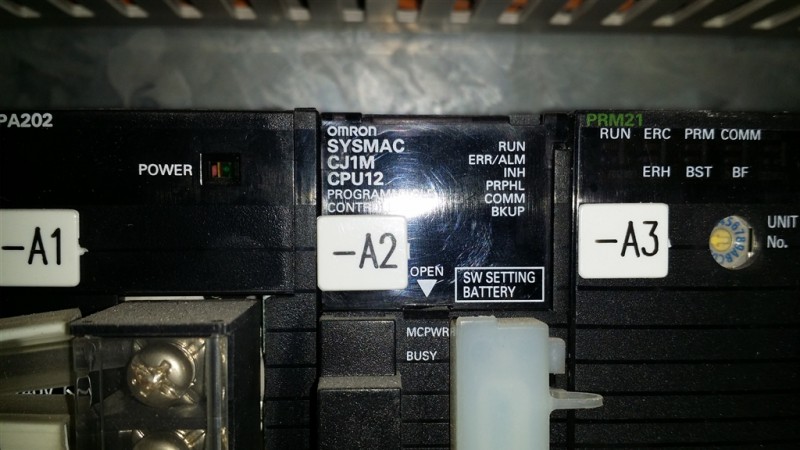 PA202
POWER
-A1
OMRON
SYSMAC
CJ1M
CPU12
RUN
ERR/ALM
INH
PRPHL
COMM
BKUP
-A2
OPEN
SW SETTING
BATTERY
MCPWR
BUSY
PRM21
RUN ERC PRM COMM
ERH BST BF
-A3
UNIT
No.